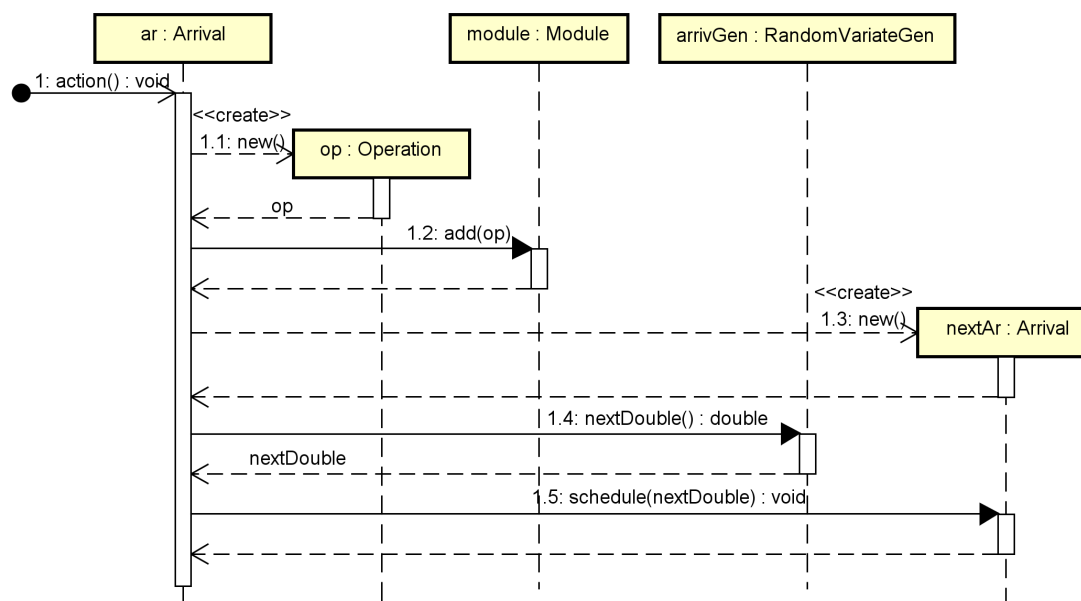 ar : Arrival
module : Module
arrivGen : RandomVariateGen
1: action() : void
<<create>>
1.1: new()
op : Operation
op
1.2: add(op)
<<create>>
1.3: new()
nextAr : Arrival
1.4: nextDouble() : double
nextDouble
1.5: schedule(nextDouble) : void